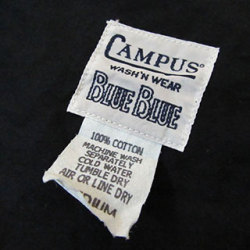 CAMPUS®
WASH'N WEAR
BLUE BLUE
100% COTTON
MACHINE WASH
SEPARATELY
COLD WATER
TUMBLE DRY
AIR OR LINE DRY